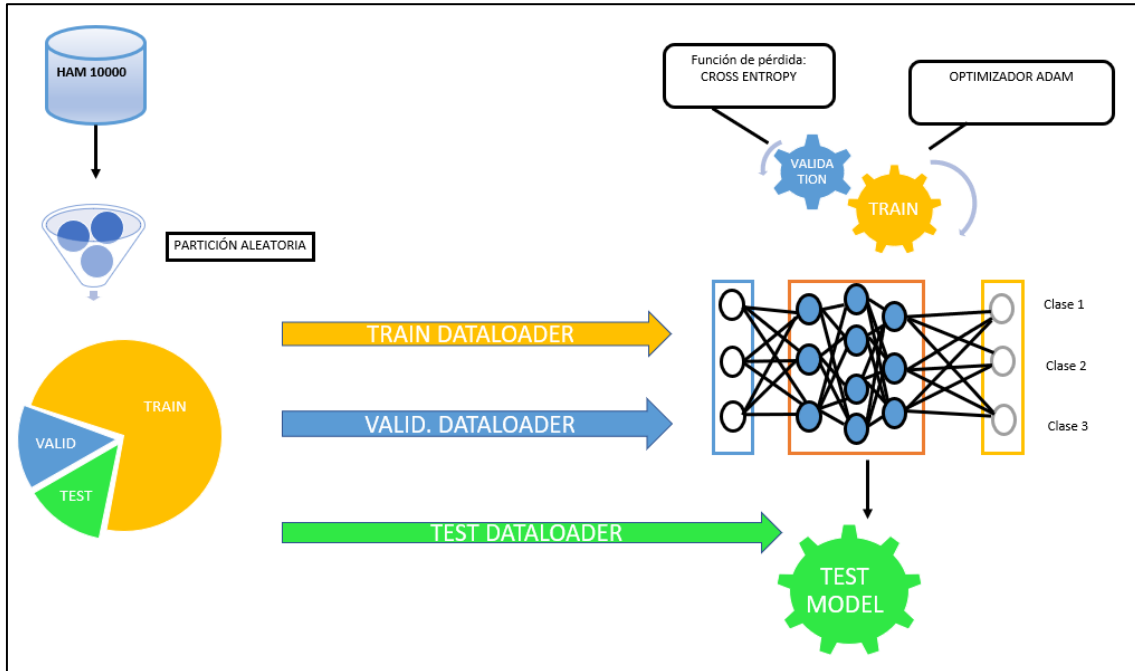 HAM 10000
Función de pérdida:
CROSS ENTROPY
OPTIMIZADOR ADAM
VALIDA
TION
TRAIN
PARTICIÓN ALEATORIA
TRAIN DATALOADER
VALID. DATALOADER
TEST DATALOADER
TRAIN
VALID
TEST
Clase 1
Clase 2
Clase 3
TEST
MODEL